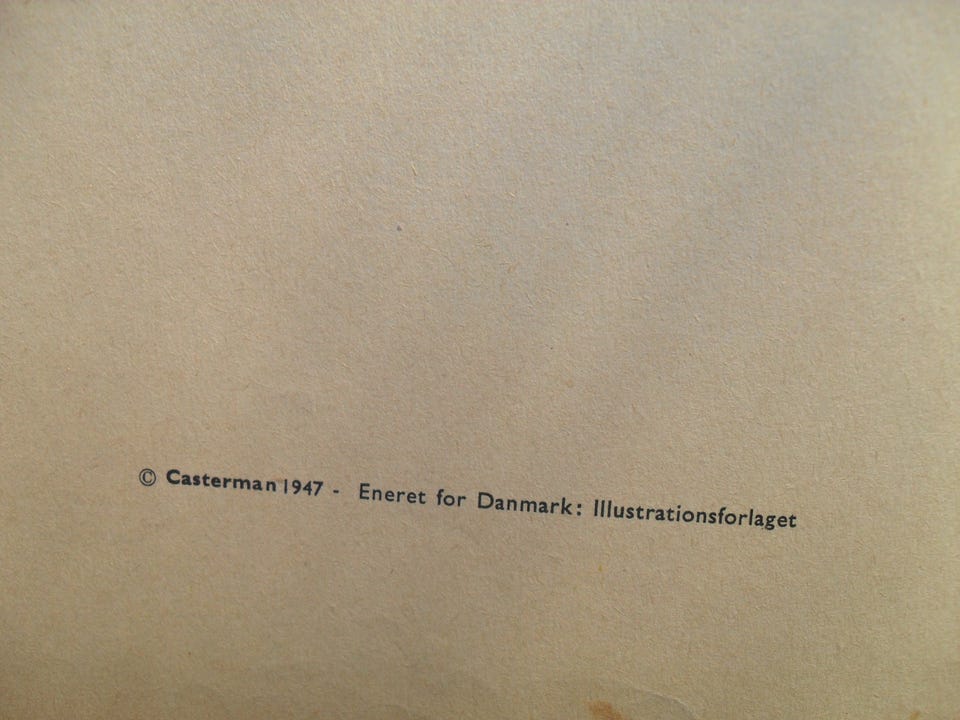 © Casterman 1947 - Eneret for Danmark: Illustrationsforlaget